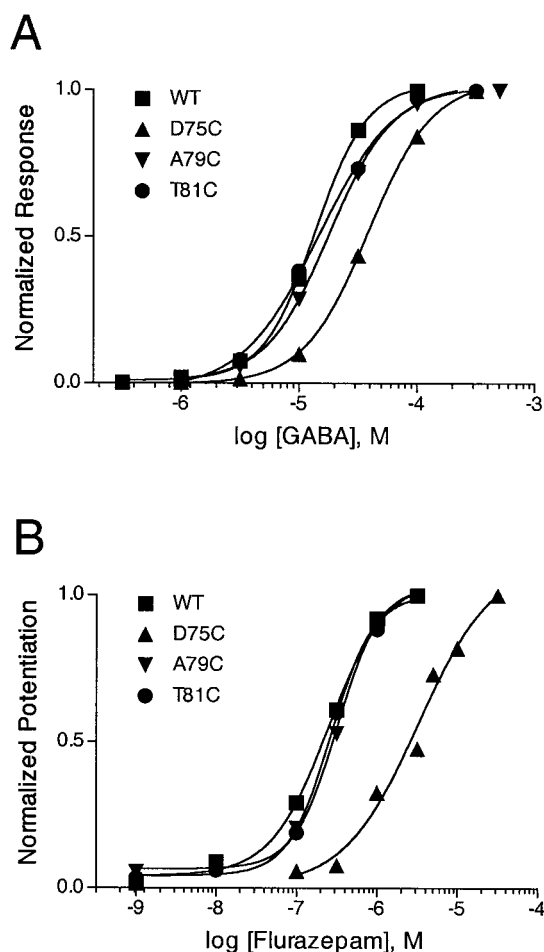 A
Normalized Response
1.0
0.5
0.0
WT
D75C
A79C
T81C
-6
-5
-4
-3
log [GABA], M
B
Normalized Potentiation
1.0
0.5
0.0
WT
D75C
A79C
T81C
-9
-8
-7
-6
-5
-4
log [Flurazepam], M